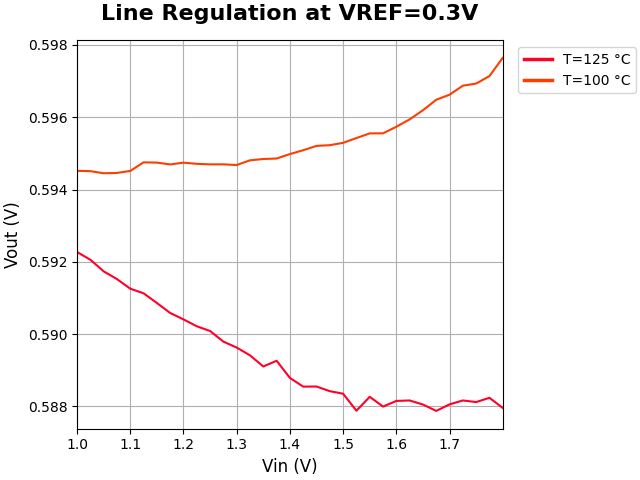 Line Regulation at VREF=0.3V
T=125 °C
T=100 °C
Vout (V)
0.598
0.596
0.594
0.592
0.590
0.588
1.0 1.1 1.2 1.3 1.4 1.5 1.6 1.7
Vin (V)